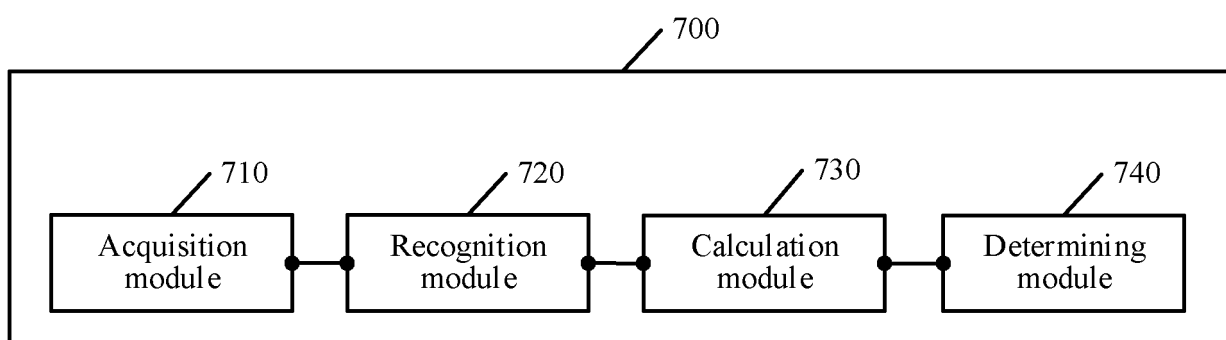 700
710
720
730
740
Acquisition
module
Recognition
module
Calculation
module
Determining
module